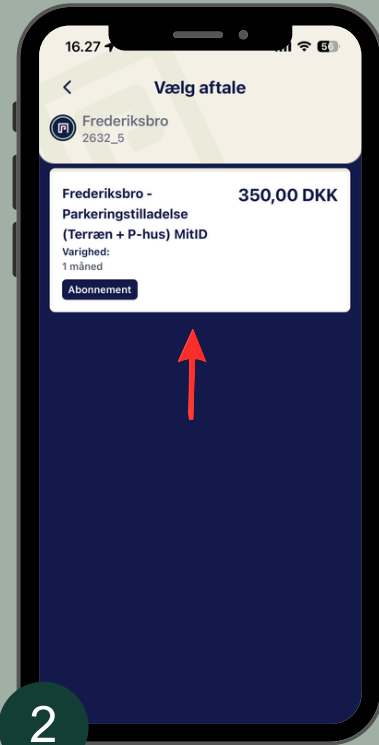 16.27
56
Vælg aftale
Frederiksbro
2632_5
Frederiksbro -
350,00 DKK
Parkeringstilladelse
(Terræn + P-hus) MitID
Varighed:
1 måned
Abonnement
2